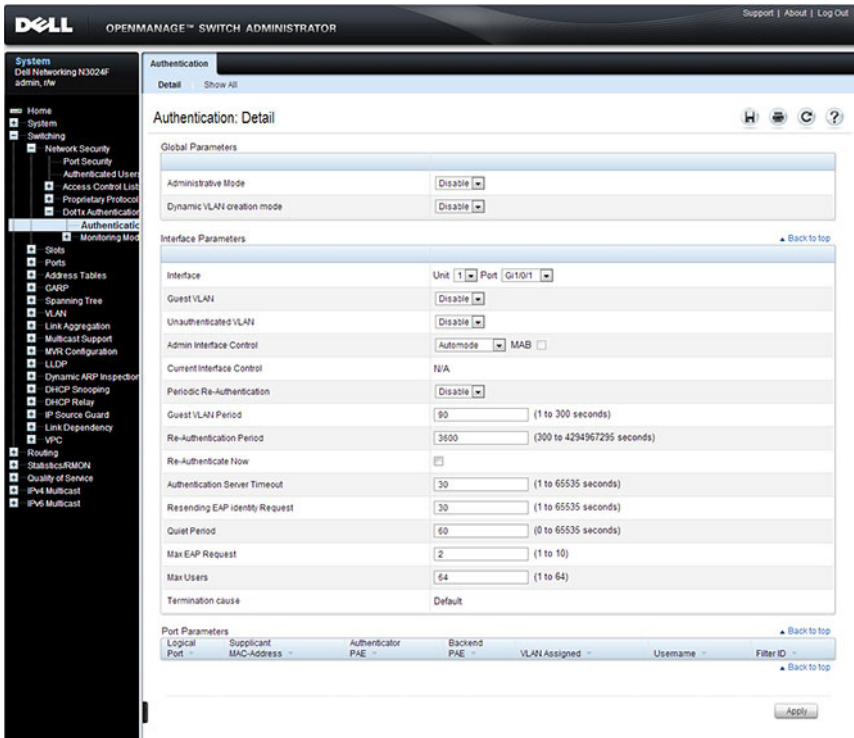 Support | About | Log Out
DELL OPENMANAGE™ SWITCH ADMINISTRATOR
System
Dell Networking N3024F
admin, r/w
Home
System
Switching
Network Security
Port Security
Authenticated Users
Access Control List
Proprietary Protocol
Dot1x Authentication
Authenticatic
Monitoring Mod
Slots
Ports
Address Tables
GARP
Spanning Tree
VLAN
Link Aggregation
Multicast Support
MVR Configuration
LLDP
Dynamic ARP Inspection
DHCP Snooping
DHCP Relay
IP Source Guard
Link Dependency
VPC
Routing
Statistics/RMON
Quality of Service
IPv4 Multicast
IPv6 Multicast
Authentication
Detail Show All
Authentication: Detail
Global Parameters
Administrative Mode Disable
Dynamic VLAN creation mode Disable
Interface Parameters Back to top
Interface Unit 1 Port Gi1/0/1
Guest VLAN Disable
Unauthenticated VLAN Disable
Admin Interface Control Automode MAB
Current Interface Control N/A
Periodic Re-Authentication Disable
Guest VLAN Period 90 (1 to 300 seconds)
Re-Authentication Period 3600 (300 to 4294967295 seconds)
Re-Authenticate Now
Authentication Server Timeout 30 (1 to 65535 seconds)
Resending EAP identity Request 30 (1 to 65535 seconds)
Quiet Period 60 (0 to 65535 seconds)
Max EAP Request 2 (1 to 10)
Max Users 64 (1 to 64)
Termination cause Default
Port Parameters Back to top
Logical Port Supplicant MAC-Address Authenticator PAE Backend PAE VLAN Assigned Username Filter ID
Back to top
Apply